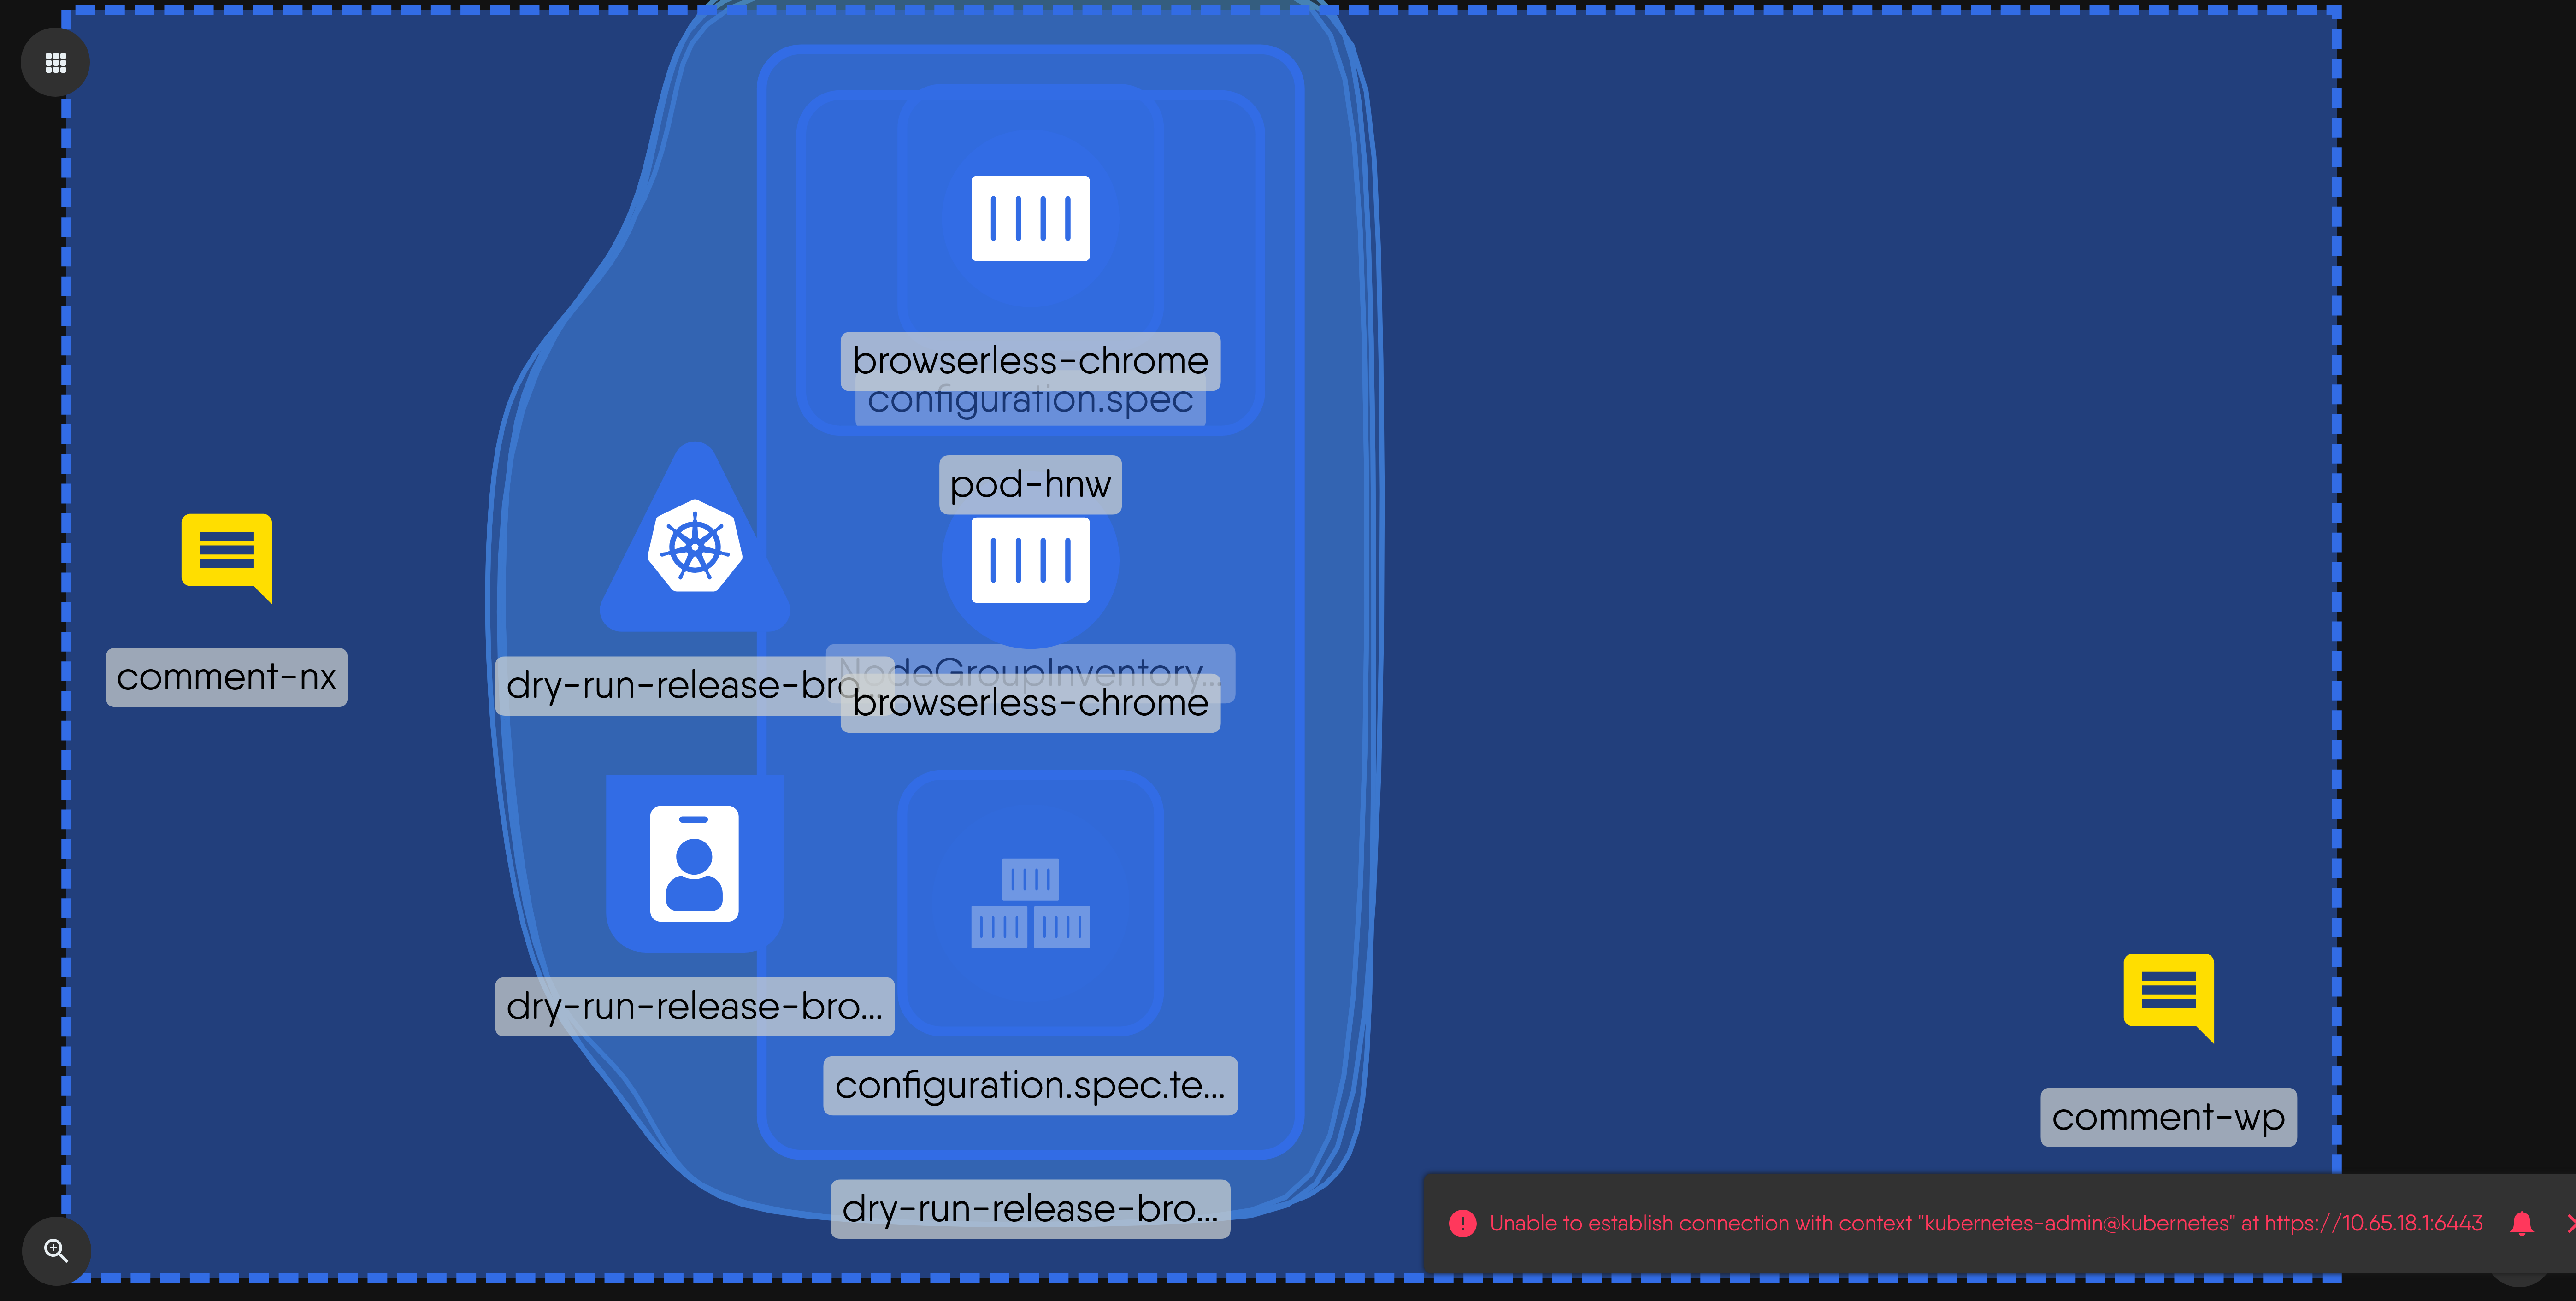 browserless-chrome
configuration.spec
pod-hnw
comment-nx
dry-run-release-bro...
NodeGroupInventory...
browserless-chrome
dry-run-release-bro...
configuration.spec.te...
comment-wp
dry-run-release-bro...
Unable to establish connection with context "kubernetes-admin@kubernetes" at https://10.65.18.1:6443